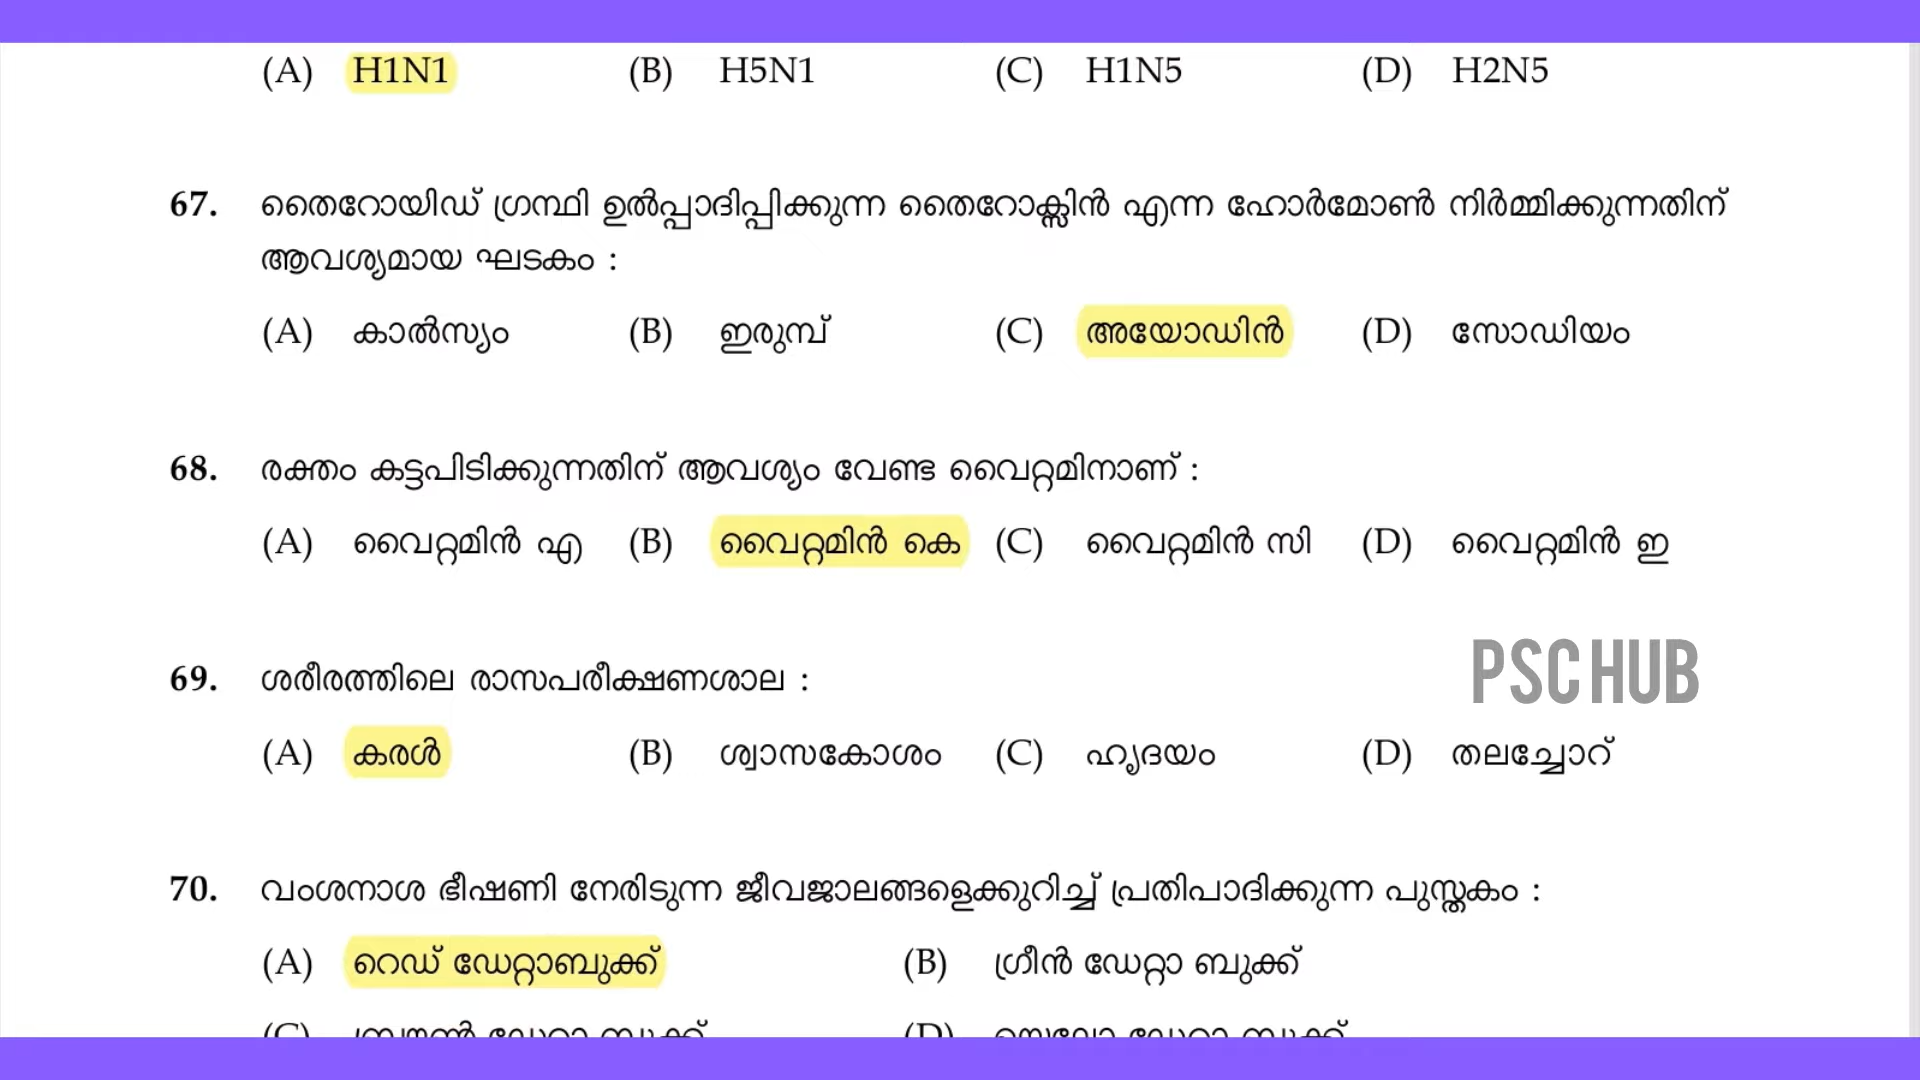 (A) H1N1 (B) H5N1 (C) H1N5 (D) H2N5
67. തൈറോയിഡ് ഗ്രന്ഥി ഉൽപ്പാദിപ്പിക്കുന്ന തൈറോക്സിൻ എന്ന ഹോർമോൺ നിർമ്മിക്കുന്നതിന്
ആവശ്യമായ ഘടകം :
(A) കാൽസ്യം (B) ഇരുമ്പ് (C) അയോഡിൻ (D) സോഡിയം
68. രക്തം കട്ടപിടിക്കുന്നതിന് ആവശ്യം വേണ്ട വൈറ്റമിനാണ് :
(A) വൈറ്റമിൻ എ (B) വൈറ്റമിൻ കെ (C) വൈറ്റമിൻ സി (D) വൈറ്റമിൻ ഇ
69. ശരീരത്തിലെ രാസപരീക്ഷണശാല :
PSC HUB
(A) കരൾ (B) ശ്വാസകോശം (C) ഹൃദയം (D) തലച്ചോറ്
70. വംശനാശ ഭീഷണി നേരിടുന്ന ജീവജാലങ്ങളെക്കുറിച്ച് പ്രതിപാദിക്കുന്ന പുസ്തകം :
(A) റെഡ് ഡേറ്റാബുക്ക് (B) ഗ്രീൻ ഡേറ്റാ ബുക്ക്
(C) ഡേറ്റാ ബുക്ക് (D) ഡേറ്റാ ബുക്ക്